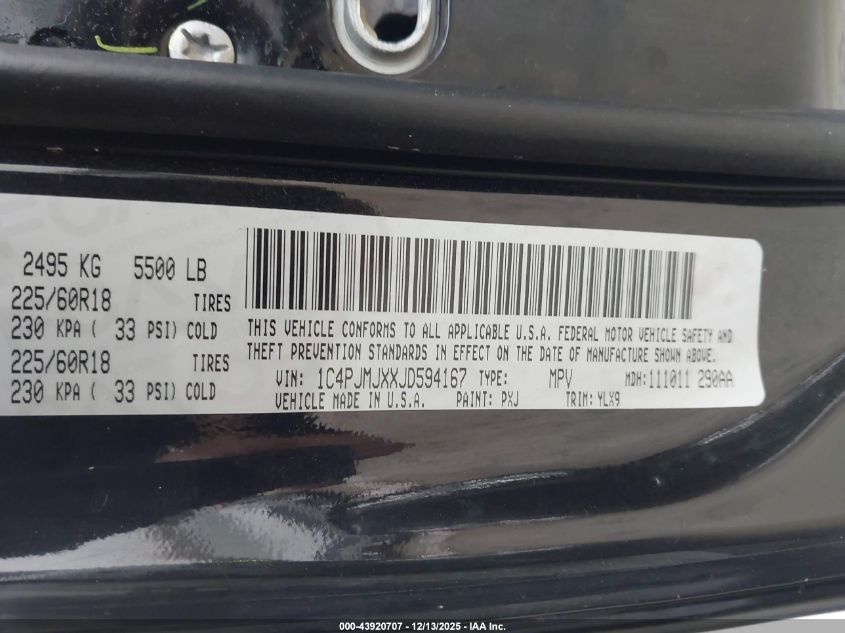 2495 KG 5500 LB
225/60R18 TIRES
230 KPA ( 33 PSI) COLD
225/60R18 TIRES
230 KPA ( 33 PSI) COLD
THIS VEHICLE CONFORMS TO ALL APPLICABLE U.S.A. FEDERAL MOTOR VEHICLE SAFETY AND
THEFT PREVENTION STANDARDS IN EFFECT ON THE DATE OF MANUFACTURE SHOWN ABOVE.
VIN: 1C4PJMJXXJD594167 TYPE: MPV MDH:111011 290AA
VEHICLE MADE IN U.S.A. PAINT: PXJ TRIM: YLX9
000-43920707 - 12/13/2025 - IAA Inc.